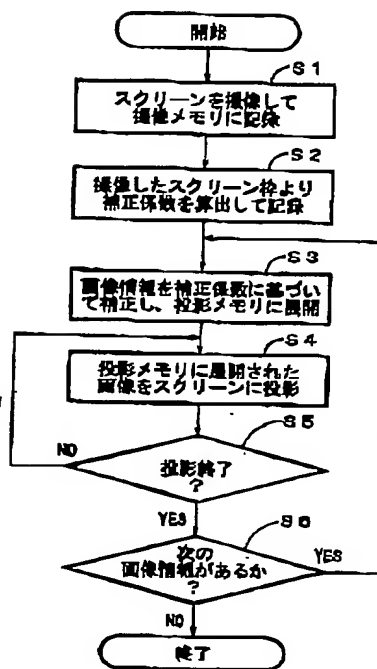 開始
S1
スクリーンを撮像して
撮像メモリに記録
S2
撮像したスクリーン枠より
補正係数を算出して記録
S3
画像情報を補正係数に基づい
て補正し、投影メモリに展開
S4
投影メモリに展開された
画像をスクリーンに投影
S5
投影終了
?
NO
YES
S6
次の
画像情報があるか
?
YES
NO
終了